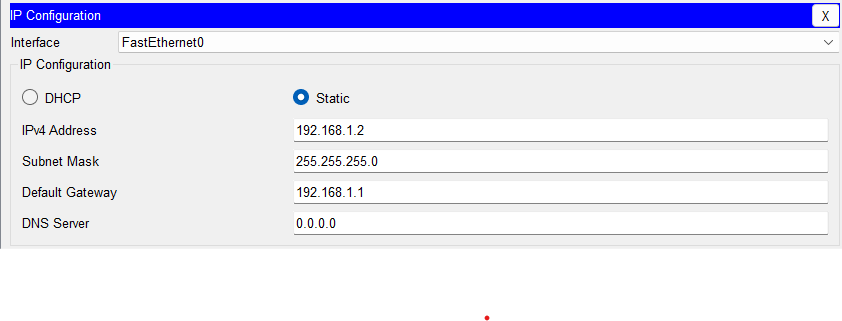 IP Configuration X
Interface FastEthernet0
IP Configuration
DHCP Static
IPv4 Address 192.168.1.2
Subnet Mask 255.255.255.0
Default Gateway 192.168.1.1
DNS Server 0.0.0.0